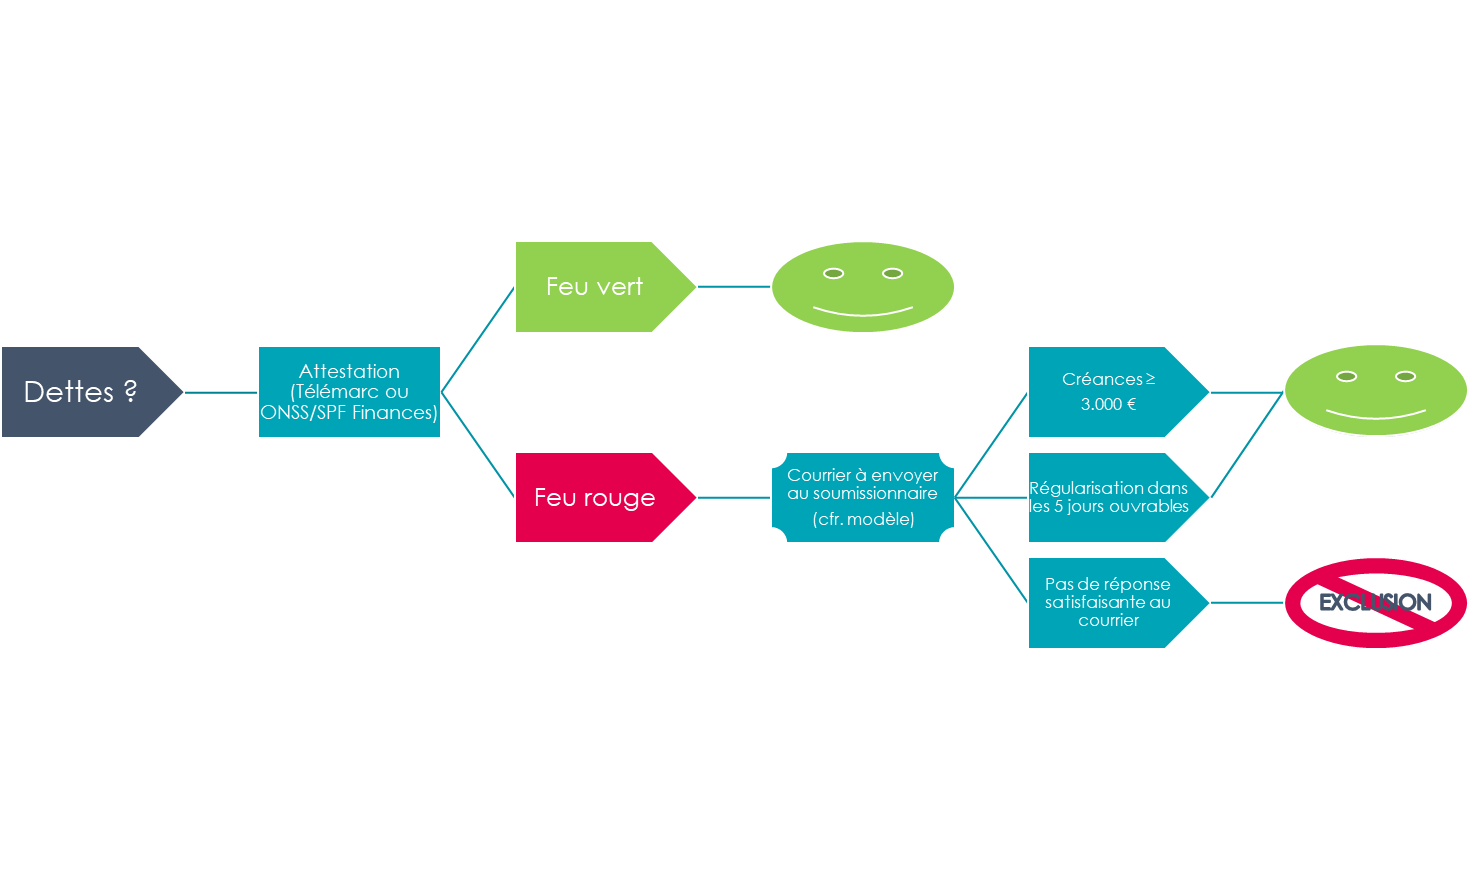 Dettes ?
Attestation
(Télémarc ou
ONSS/SPF Finances)
Feu vert
Feu rouge
Courrier à envoyer
au soumissionnaire
(cfr. modèle)
Créances ≥
3.000 €
Régularisation dans
les 5 jours ouvrables
Pas de réponse
satisfaisante au
courrier
EXCLUSION